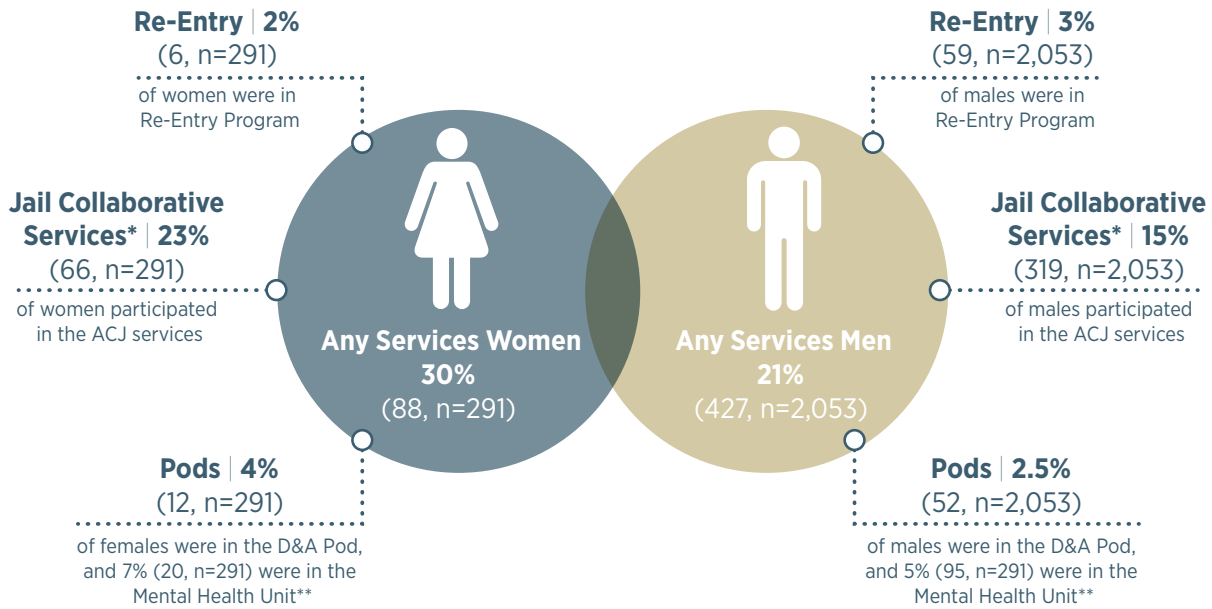 Re-Entry | 2%
(6, n=291)
of women were in
Re-Entry Program
Jail Collaborative
Services* | 23%
(66, n=291)
of women participated
in the ACJ services
Pods | 4%
(12, n=291)
of females were in the D&A Pod,
and 7% (20, n=291) were in the
Mental Health Unit**
Any Services Women
30%
(88, n=291)
Any Services Men
21%
(427, n=2,053)
Re-Entry | 3%
(59, n=2,053)
of males were in
Re-Entry Program
Jail Collaborative
Services* | 15%
(319, n=2,053)
of males participated
in the ACJ services
Pods | 2.5%
(52, n=2,053)
of males were in the D&A Pod,
and 5% (95, n=291) were in the
Mental Health Unit**